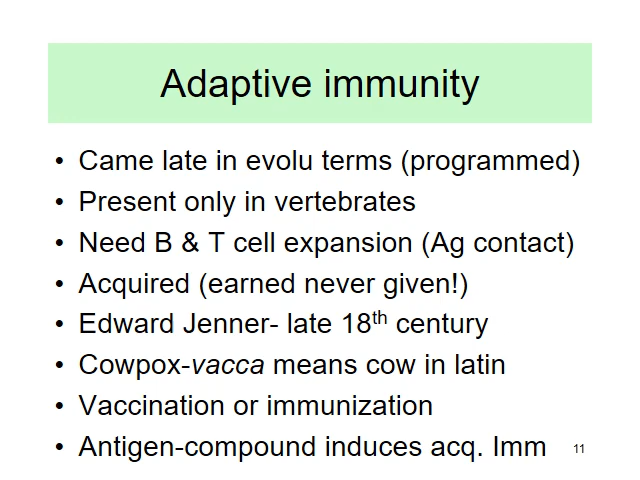 Adaptive immunity
• Came late in evolu terms (programmed)
• Present only in vertebrates
• Need B & T cell expansion (Ag contact)
• Acquired (earned never given!)
• Edward Jenner- late 18th century
• Cowpox-vacca means cow in latin
• Vaccination or immunization
• Antigen-compound induces acq. Imm
11